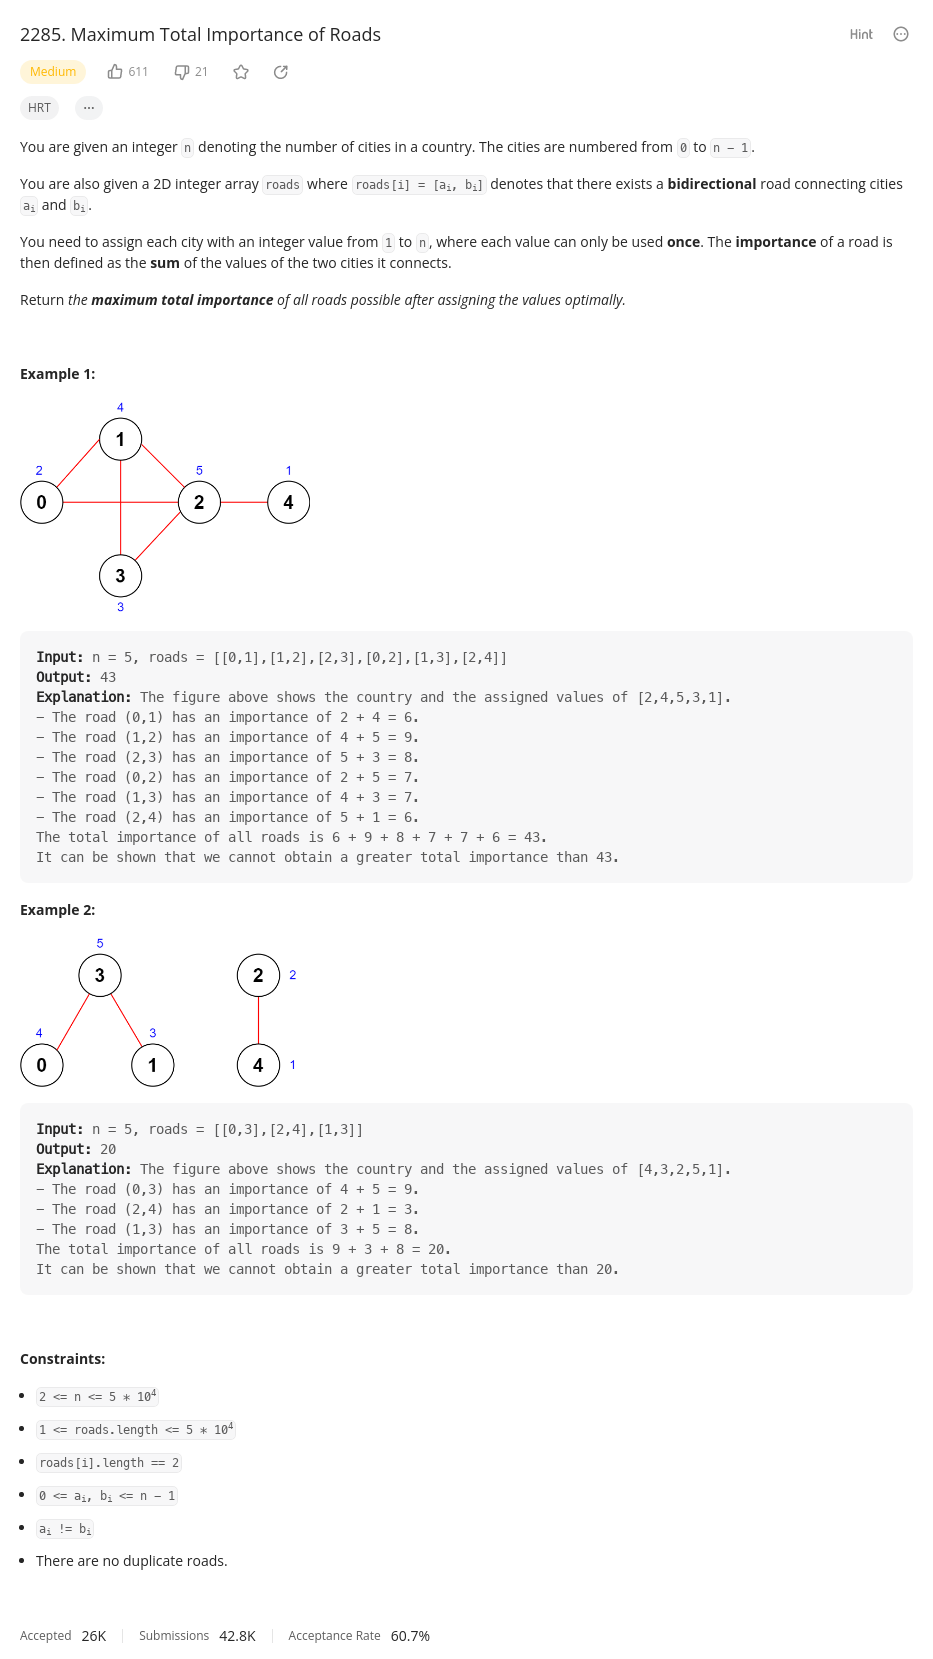 2285. Maximum Total Importance of Roads
Hint
Medium 611 21
HRT ...
You are given an integer n denoting the number of cities in a country. The cities are numbered from 0 to n - 1.
You are also given a 2D integer array roads where roads[i] = [ai, bi] denotes that there exists a bidirectional road connecting cities
ai and bi.
You need to assign each city with an integer value from 1 to n, where each value can only be used once. The importance of a road is
then defined as the sum of the values of the two cities it connects.
Return the maximum total importance of all roads possible after assigning the values optimally.
Example 1:
4
1
2 5 1
0 2 4
3
3
Input: n = 5, roads = [[0,1],[1,2],[2,3],[0,2],[1,3],[2,4]]
Output: 43
Explanation: The figure above shows the country and the assigned values of [2,4,5,3,1].
- The road (0,1) has an importance of 2 + 4 = 6.
- The road (1,2) has an importance of 4 + 5 = 9.
- The road (2,3) has an importance of 5 + 3 = 8.
- The road (0,2) has an importance of 2 + 5 = 7.
- The road (1,3) has an importance of 4 + 3 = 7.
- The road (2,4) has an importance of 5 + 1 = 6.
The total importance of all roads is 6 + 9 + 8 + 7 + 7 + 6 = 43.
It can be shown that we cannot obtain a greater total importance than 43.
Example 2:
5
3 2 2
4 3
0 1 4 1
Input: n = 5, roads = [[0,3],[2,4],[1,3]]
Output: 20
Explanation: The figure above shows the country and the assigned values of [4,3,2,5,1].
- The road (0,3) has an importance of 4 + 5 = 9.
- The road (2,4) has an importance of 2 + 1 = 3.
- The road (1,3) has an importance of 3 + 5 = 8.
The total importance of all roads is 9 + 3 + 8 = 20.
It can be shown that we cannot obtain a greater total importance than 20.
Constraints:
• 2 <= n <= 5 * 10⁴
• 1 <= roads.length <= 5 * 10⁴
• roads[i].length == 2
• 0 <= ai, bi <= n - 1
• ai != bi
• There are no duplicate roads.
Accepted 26K Submissions 42.8K Acceptance Rate 60.7%